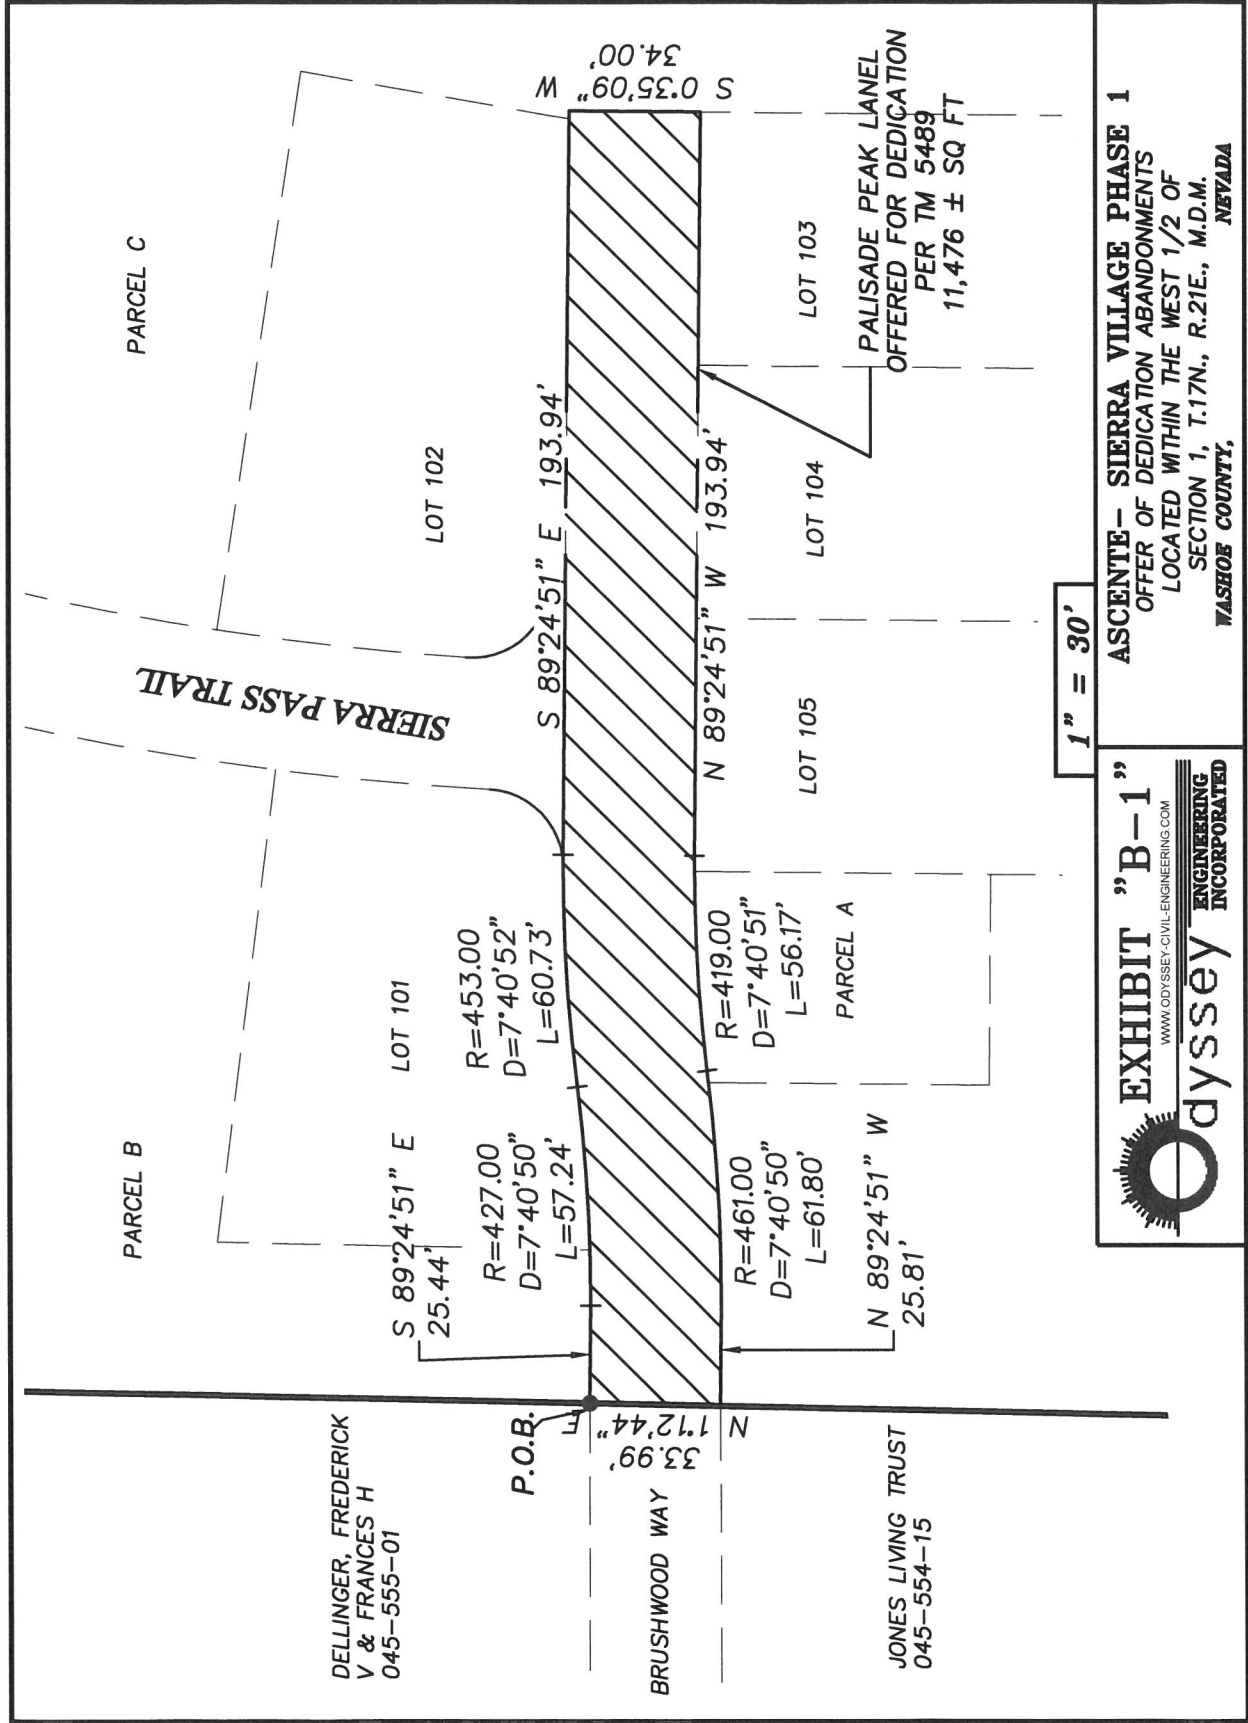 PARCEL B
PARCEL C
DELLINGER, FREDERICK
V & FRANCES H
045-555-01
LOT 101
SIERRA PASS TRAIL
LOT 102
S 89°24'51" E
25.44'
R=427.00
D=7°40'50"
L=57.24'
R=453.00
D=7°40'52"
L=60.73'
S 89°24'51" E 193.94'
S 0°35'09" W
34.00'
P.O.B.
N 1°12'44" E
33.99'
BRUSHWOOD WAY
N 89°24'51" W 193.94'
R=461.00
D=7°40'50"
L=61.80'
R=419.00
D=7°40'51"
L=56.17'
N 89°24'51" W
25.81'
PARCEL A
LOT 105
LOT 104
LOT 103
PALISADE PEAK LANEL
OFFERED FOR DEDICATION
PER TM 5489
11,476 ± SQ FT
JONES LIVING TRUST
045-554-15
1" = 30'
EXHIBIT "B-1"
WWW.ODYSSEY-CIVIL-ENGINEERING.COM
Odyssey
ENGINEERING
INCORPORATED
ASCENTE- SIERRA VILLAGE PHASE 1
OFFER OF DEDICATION ABANDONMENTS
LOCATED WITHIN THE WEST 1/2 OF
SECTION 1, T.17N., R.21E., M.D.M.
WASHOE COUNTY, NEVADA